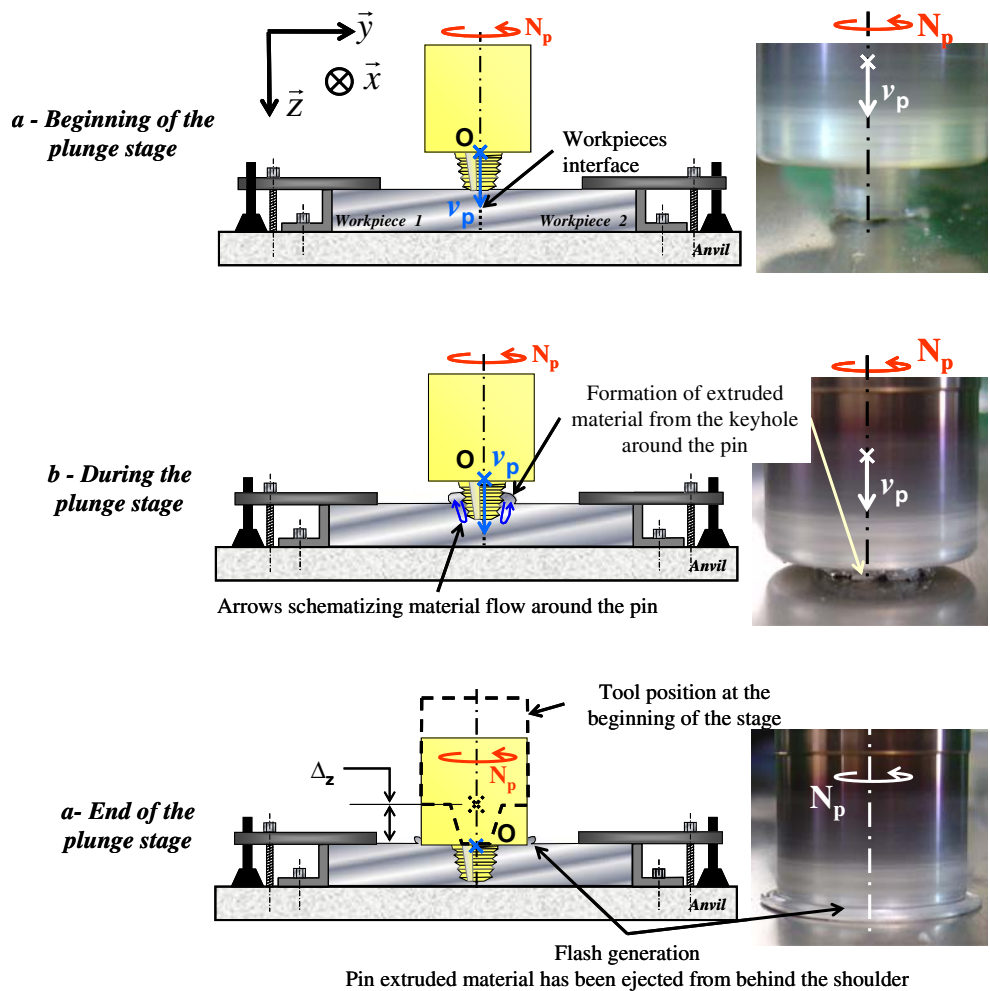 y
x
z
N_p
N_p
v_p
a - Beginning of the
plunge stage
O
Workpieces
interface
v_p
Workpiece 1
Workpiece 2
Anvil
N_p
N_p
Formation of extruded
material from the keyhole
around the pin
O
v_p
v_p
b - During the
plunge stage
Anvil
Arrows schematizing material flow around the pin
Tool position at the
beginning of the stage
Δz
N_p
N_p
a- End of the
plunge stage
O
Anvil
Flash generation
Pin extruded material has been ejected from behind the shoulder